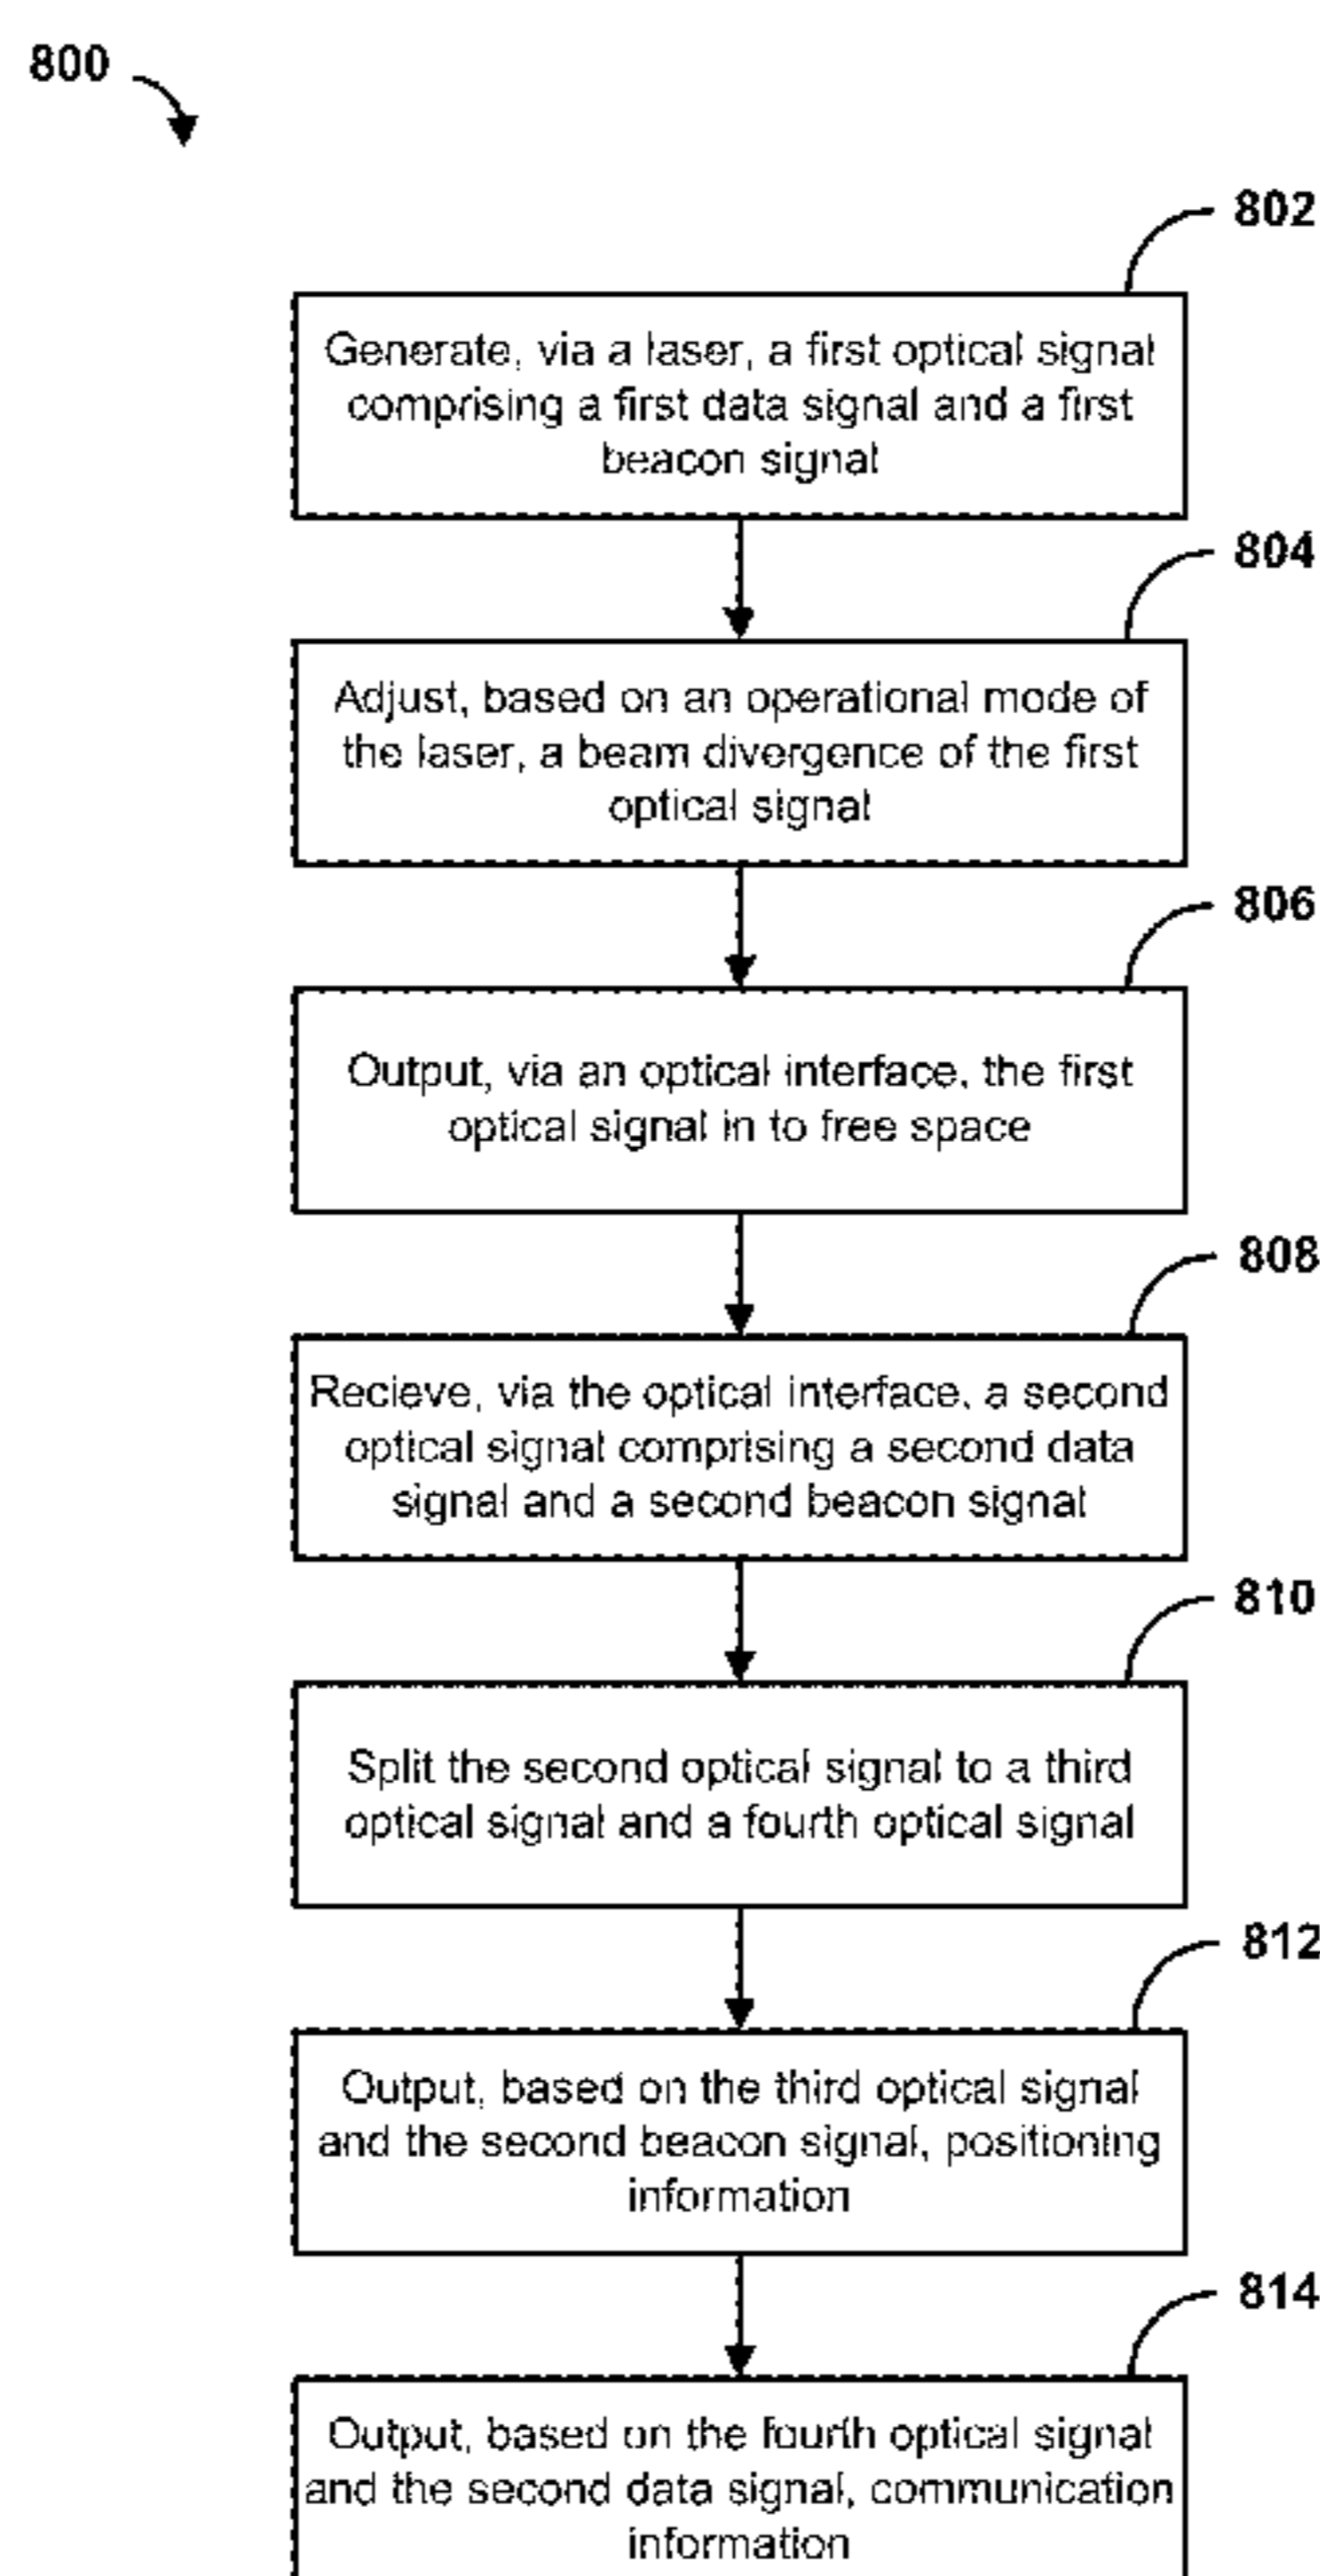 800
802
Generate, via a laser, a first optical signal
comprising a first data signal and a first
beacon signal
804
Adjust, based on an operational mode of
the laser, a beam divergence of the first
optical signal
806
Output, via an optical interface, the first
optical signal in to free space
808
Recieve, via the optical interface, a second
optical signal comprising a second data
signal and a second beacon signal
810
Split the second optical signal to a third
optical signal and a fourth optical signal
812
Output, based on the third optical signal
and the second beacon signal, positioning
information
814
Output, based on the fourth optical signal
and the second data signal, communication
information